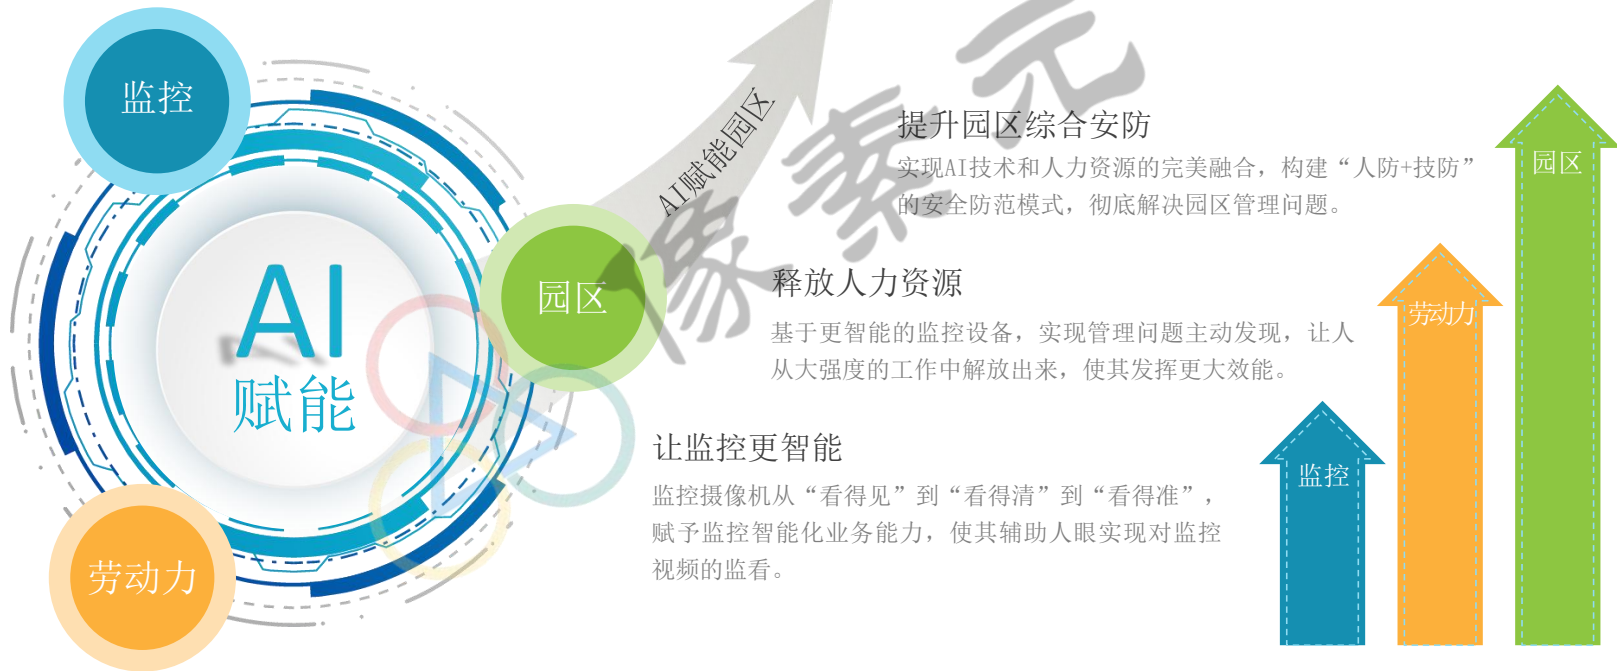 监控
AI
赋能
园区
劳动力
AI赋能园区
像素元
提升园区综合安防
实现AI技术和人力资源的完美融合，构建“人防+技防”
的安全防范模式，彻底解决园区管理问题。
释放人力资源
基于更智能的监控设备，实现管理问题主动发现，让人
从大强度的工作中解放出来，使其发挥更大效能。
让监控更智能
监控摄像机从“看得见”到“看得清”到“看得准”，
赋予监控智能化业务能力，使其辅助人眼实现对监控
视频的监看。
监控
劳动力
园区